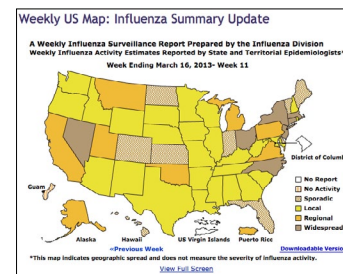 Weekly US Map: Influenza Summary Update
A Weekly Influenza Surveillance Report Prepared by the Influenza Division
Weekly Influenza Activity Estimates Reported by State and Territorial Epidemiologists*
Week Ending March 16, 2013- Week 11
District of Columbi
No Report
No Activity
Sporadic
Local
Regional
Widespread
Guam
Alaska
Hawaii
US Virgin Islands
Puerto Rico
<Previous Week
Downloadable Versio
*This map indicates geographic spread and does not measure the severity of influenza activity.
View Full Screen